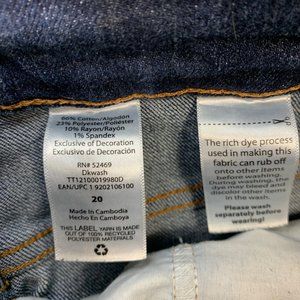 66% Cotton/Algodón
23% Polyester/Poliéster
10% Rayon/Rayón
1% Spandex
Exclusive of Decoration
Exclusivo de Decoración
RN# 52469
Dkwash
TT12100019980D
EAN/UPC 1 9202106100
20
Made in Cambodia
Hecho En Camboya
THIS LABEL YARN IS MADE
OUT OF 100% RECYCLED
POLYESTER MATERIALS
The rich dye process
used in making this
fabric can rub off
onto other items
before washing.
During washing, the
dye may bleed and
discolor other items
in the wash.
Please wash
separately before
wearing!